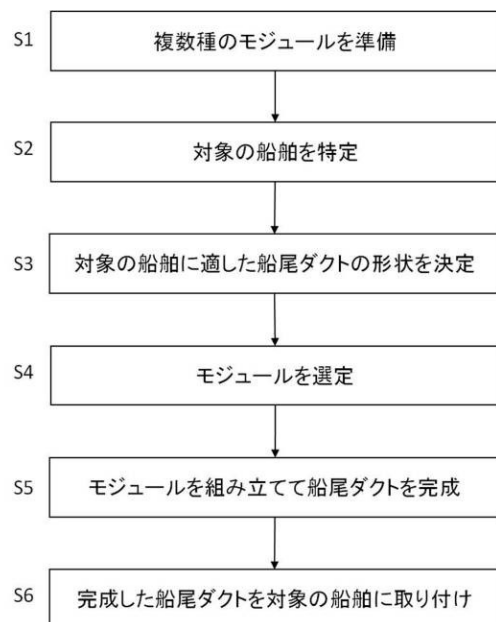 S1 複数種のモジュールを準備
S2 対象の船舶を特定
S3 対象の船舶に適した船尾ダクトの形状を決定
S4 モジュールを選定
S5 モジュールを組み立てて船尾ダクトを完成
S6 完成した船尾ダクトを対象の船舶に取り付け